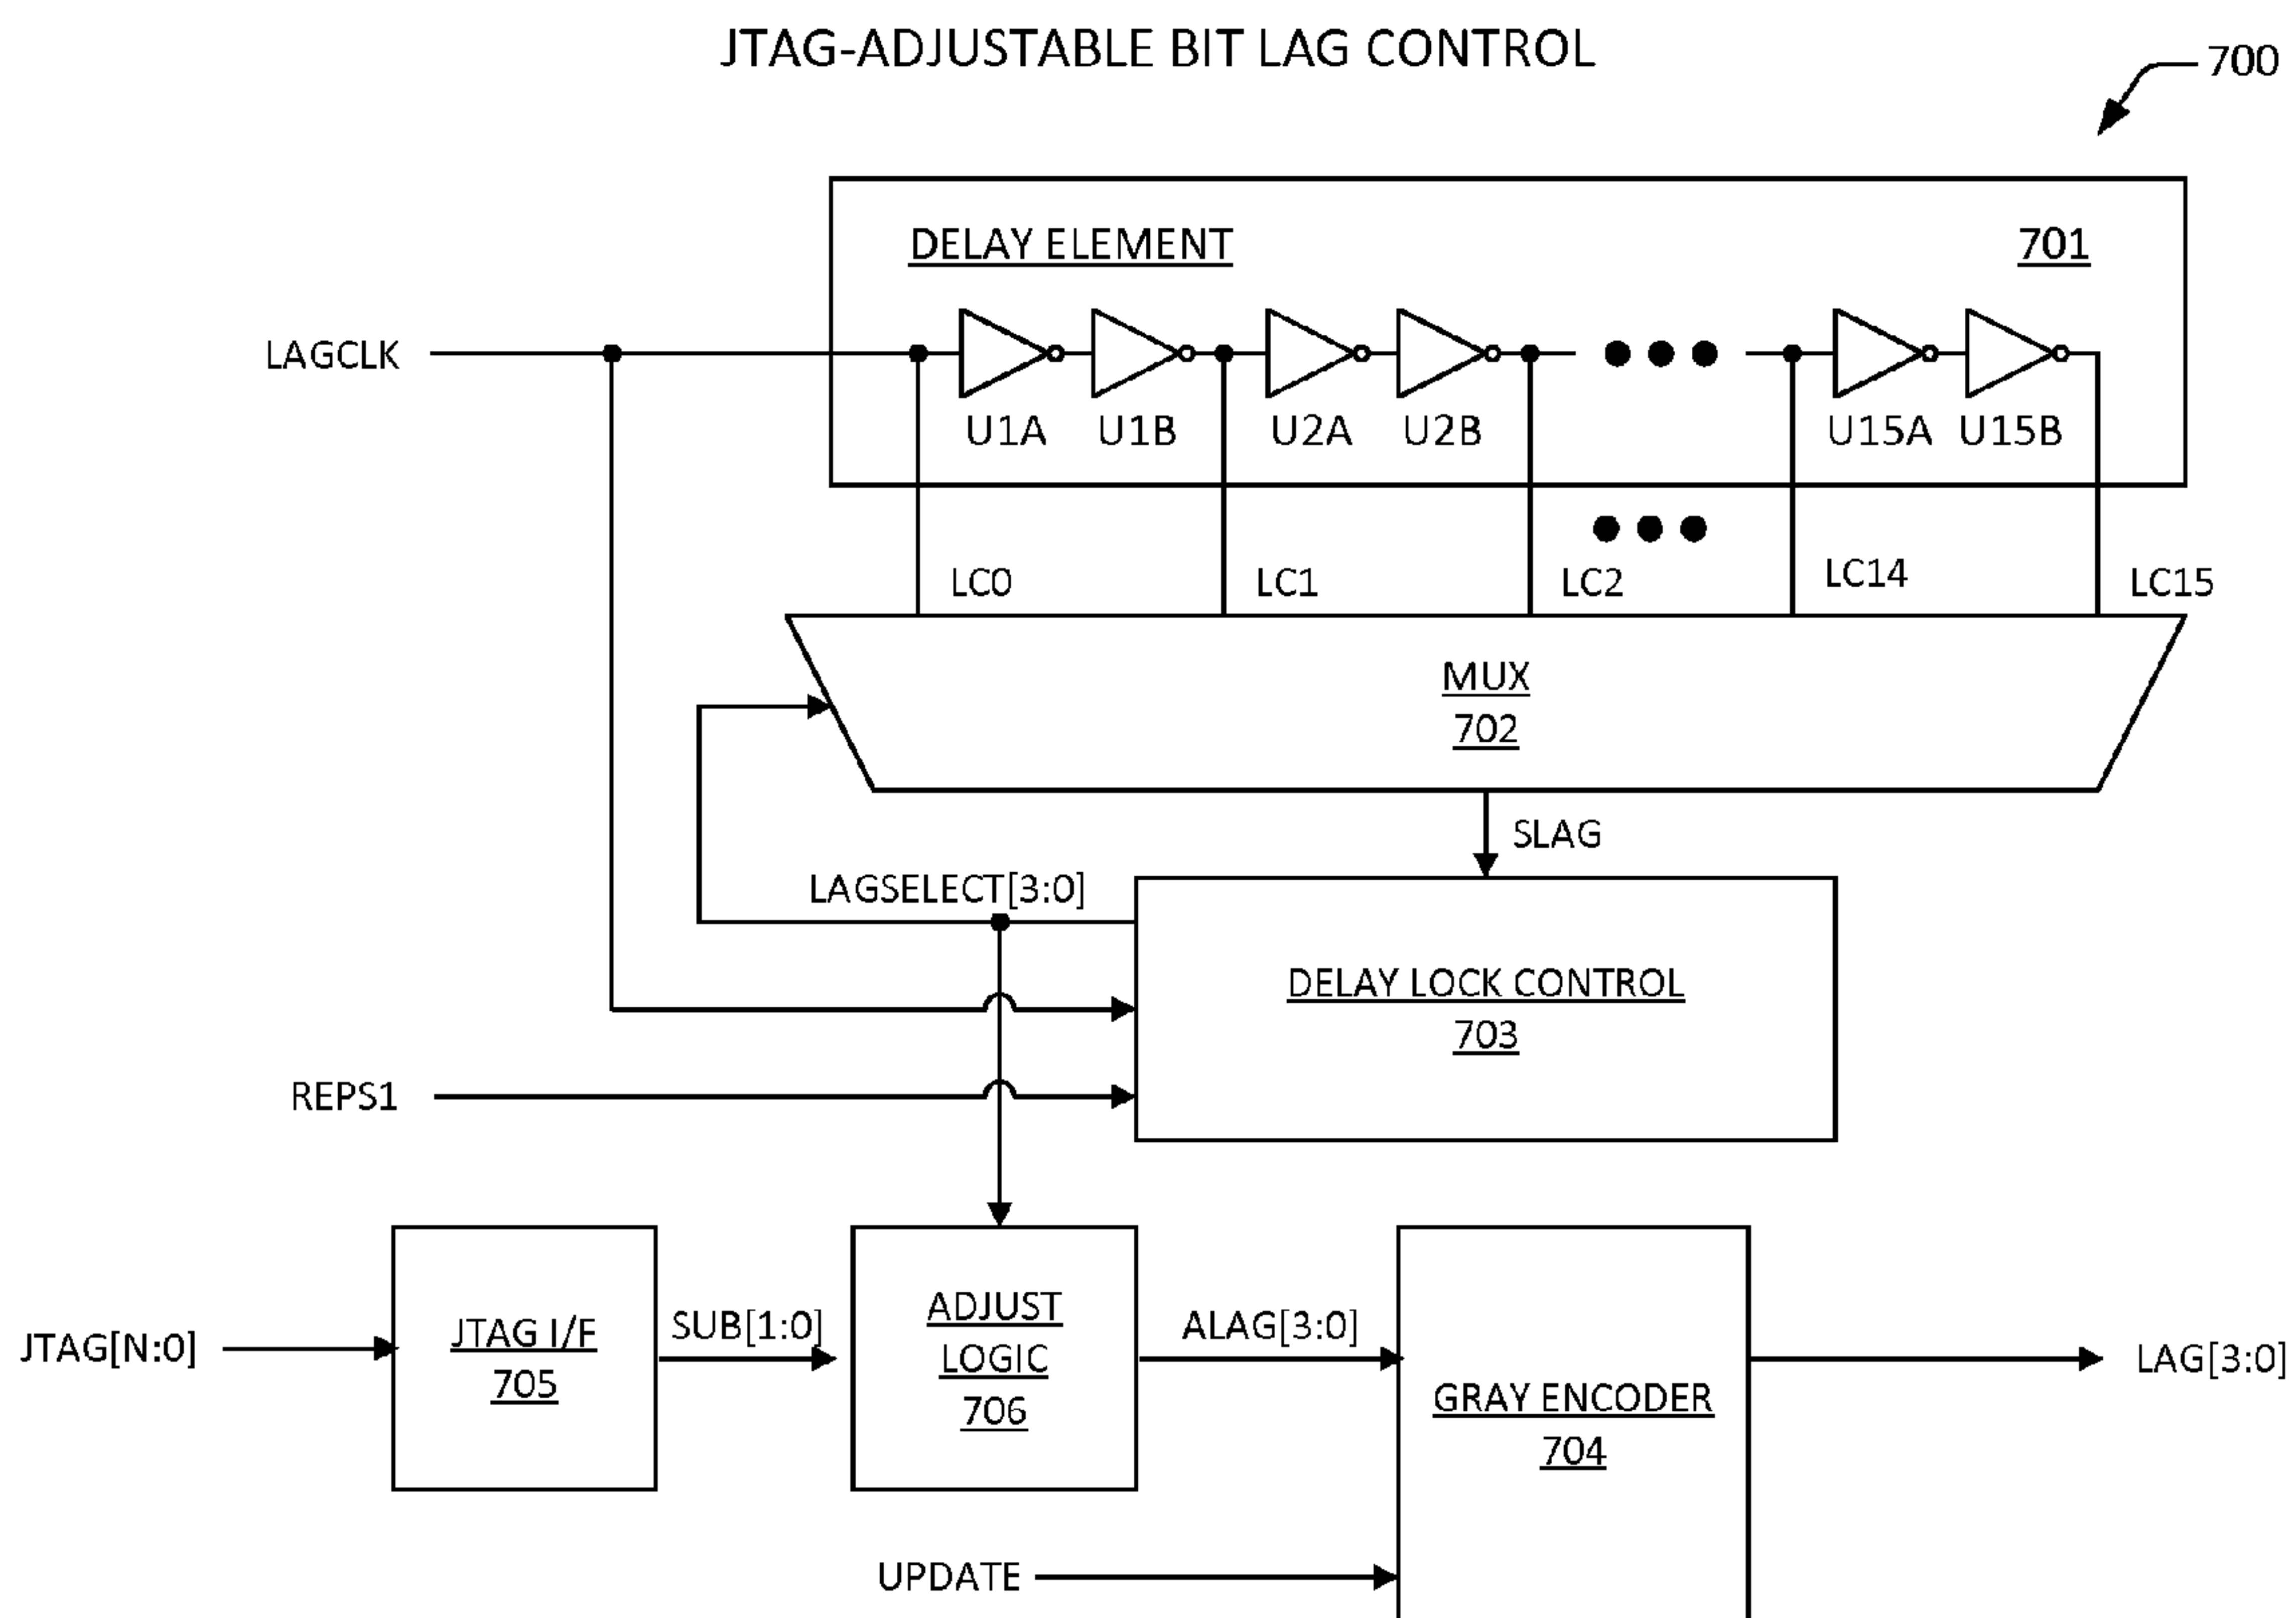 JTAG-ADJUSTABLE BIT LAG CONTROL
700
DELAY ELEMENT
701
LAGCLK
U1A
U1B
U2A
U2B
U15A
U15B
LC0
LC1
LC2
LC14
LC15
MUX
702
SLAG
LAGSELECT[3:0]
DELAY LOCK CONTROL
703
REPS1
JTAG[N:0]
JTAG I/F
705
SUB[1:0]
ADJUST
LOGIC
706
ALAG[3:0]
GRAY ENCODER
704
LAG[3:0]
UPDATE